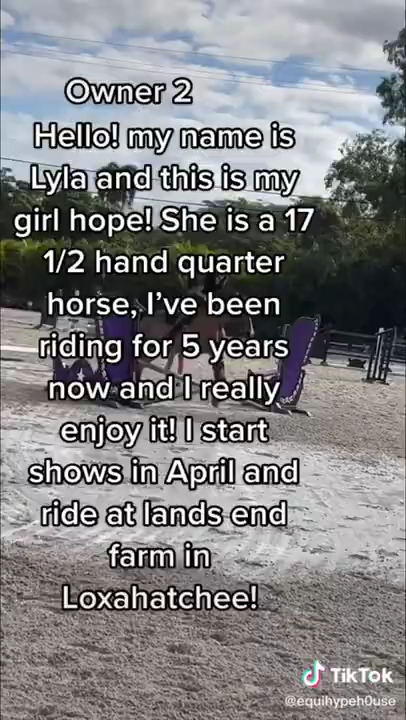 Owner 2
Hello! my name is
Lyla and this is my
girl hope! She is a 17
1/2 hand quarter
horse, I've been
riding for 5 years
now and I really
enjoy it! I start
shows in April and
ride at lands end
farm in
Loxahatchee!
TikTok
@equihypeh0use